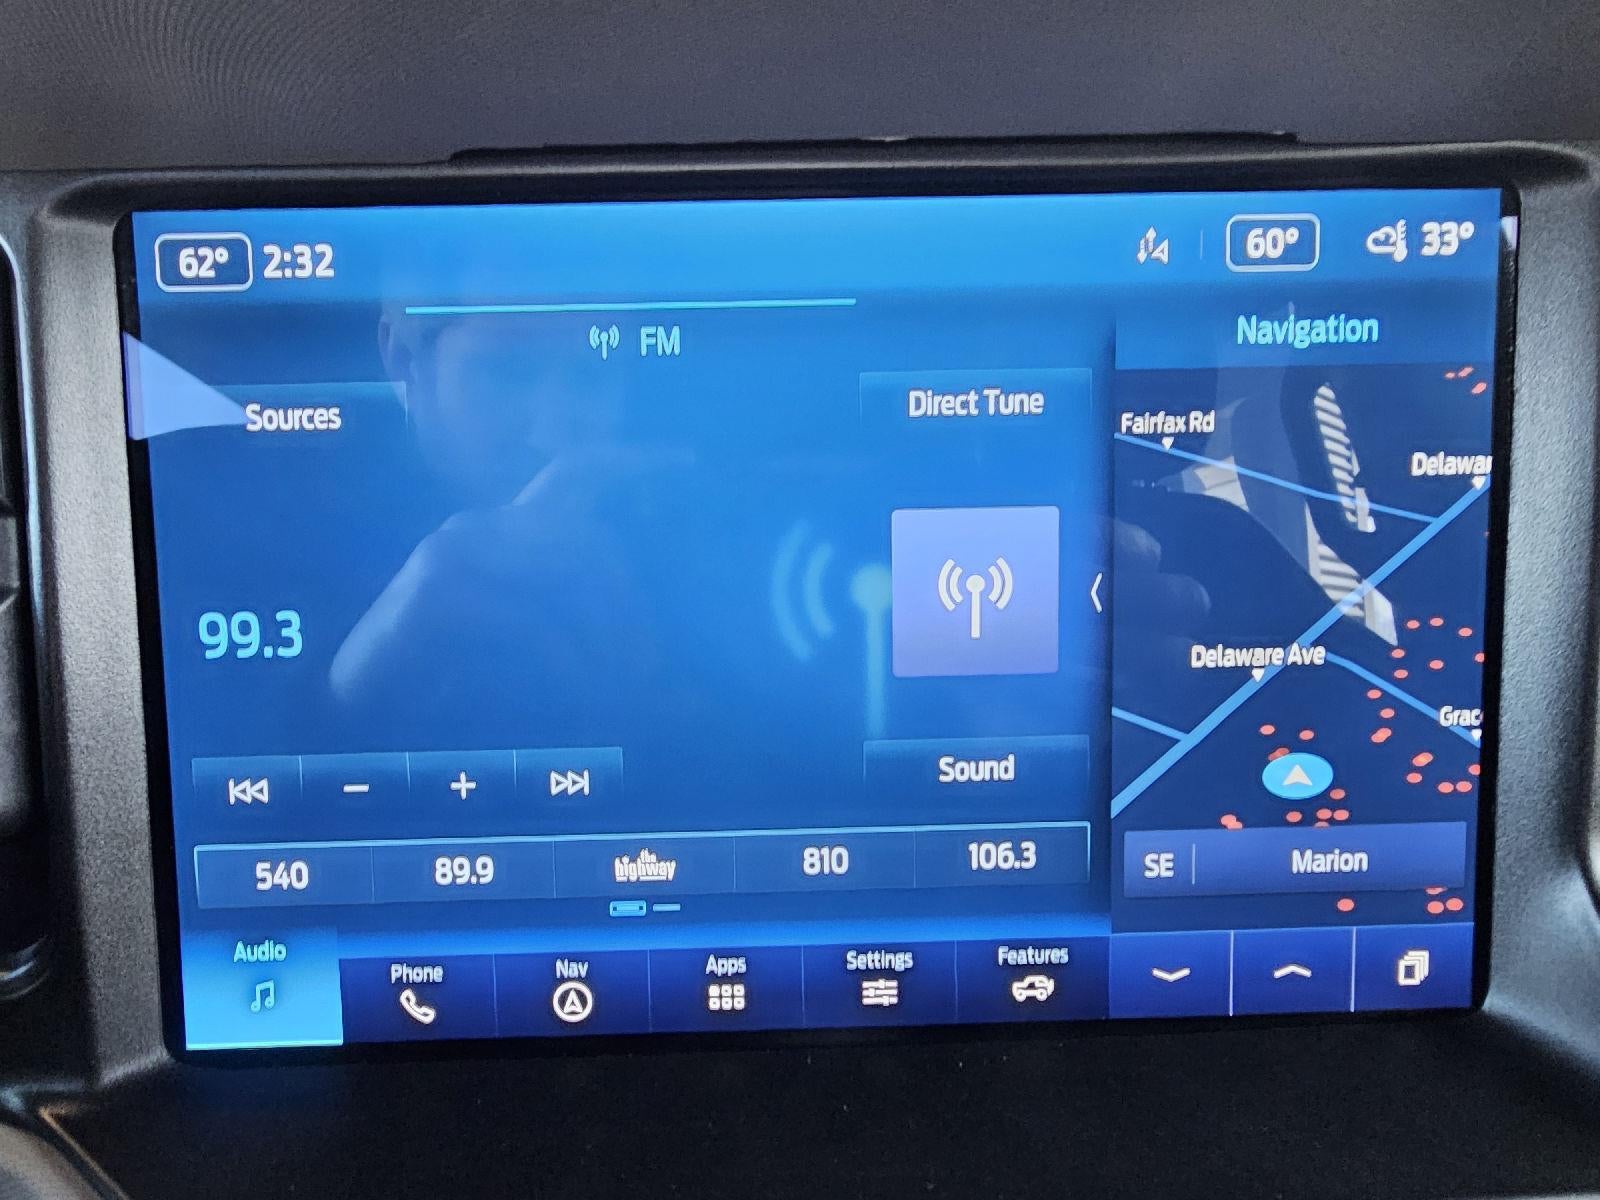 62° 2:32
60° 33°
FM
Navigation
Sources
Direct Tune
Fairfax Rd
Delawar
99.3
Delaware Ave
Grac
Sound
540 89.9 the highway 810 106.3
SE Marion
Audio Phone Nav Apps Settings Features